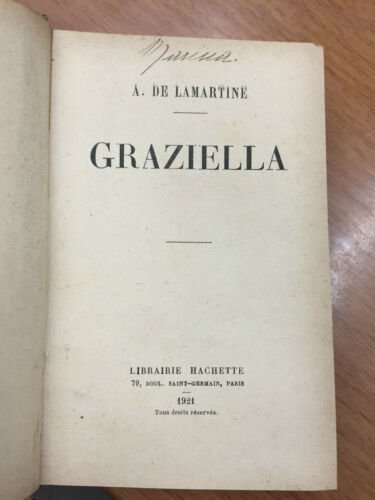 A. DE LAMARTINE
GRAZIELLA
LIBRAIRIE HACHETTE
79, BOUL. SAINT-GERMAIN, PARIS
1921
Tous droits réservés.